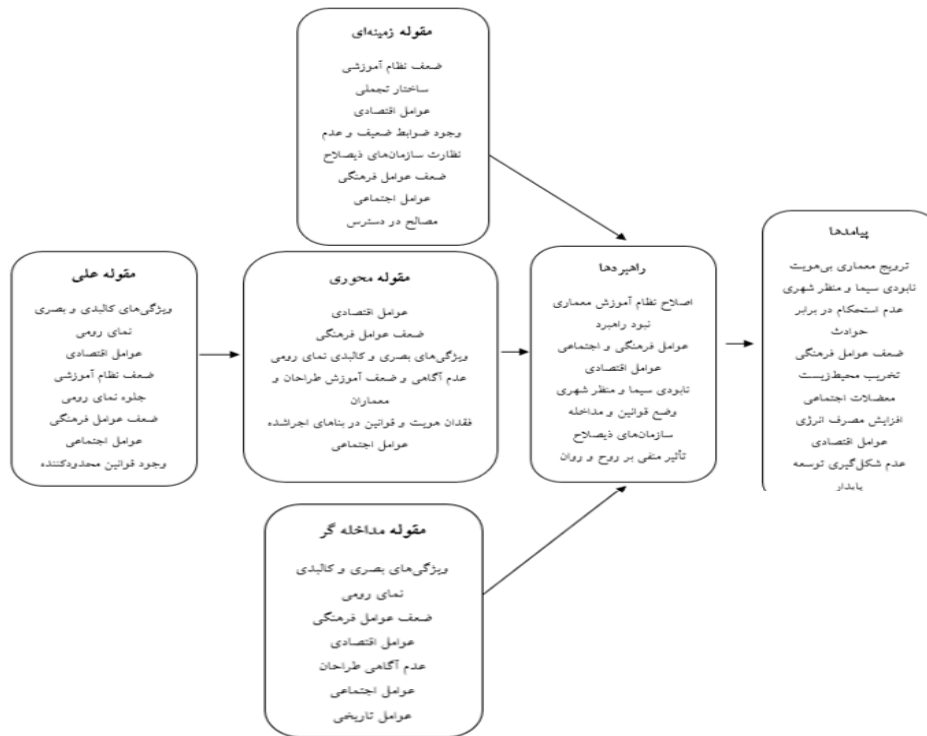 مقوله زمینه‌ای
ضعف نظام آموزشی
ساختار تجملی
عوامل اقتصادی
وجود ضوابط ضعیف و عدم
نظارت سازمان‌های ذیصلاح
ضعف عوامل فرهنگی
عوامل اجتماعی
مصالح در دسترس
مقوله علی
ویژگی‌های کالبدی و بصری
نمای رومی
عوامل اقتصادی
ضعف نظام آموزشی
جلوه نمای رومی
ضعف عوامل فرهنگی
عوامل اجتماعی
وجود قوانین محدودکننده
مقوله محوری
عوامل اقتصادی
ضعف عوامل فرهنگی
ویژگی‌های بصری و کالبدی نمای رومی
عدم آگاهی و ضعف آموزش طراحان و
معماران
فقدان هویت و قوانین در بناهای اجراشده
عوامل اجتماعی
مقوله مداخله گر
ویژگی‌های بصری و کالبدی
نمای رومی
ضعف عوامل فرهنگی
عوامل اقتصادی
عدم آگاهی طراحان
عوامل اجتماعی
عوامل تاریخی
راهبردها
اصلاح نظام آموزش معماری
نبود راهبرد
عوامل فرهنگی و اجتماعی
عوامل اقتصادی
نابودی سیما و منظر شهری
وضع قوانین و مداخله
سازمان‌های ذیصلاح
تأثیر منفی بر روح و روان
پیامدها
ترویج معماری بی‌هویت
نابودی سیما و منظر شهری
عدم استحکام در برابر
حوادث
ضعف عوامل فرهنگی
تخریب محیط‌زیست
معضلات اجتماعی
افزایش مصرف انرژی
عوامل اقتصادی
عدم شکل‌گیری توسعه
پایدار